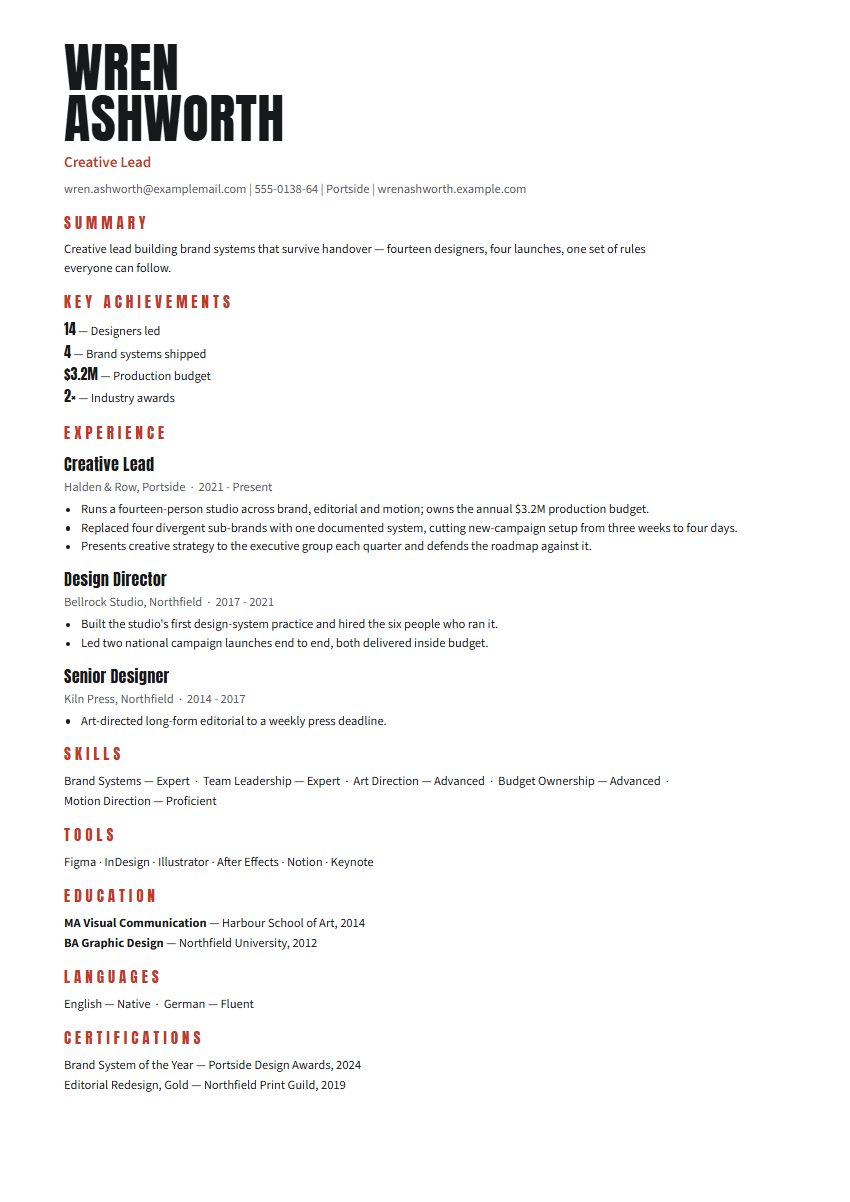 WREN
ASHWORTH
Creative Lead
wren.ashworth@examplemail.com | 555-0138-64 | Portside | wrenashworth.example.com
SUMMARY
Creative lead building brand systems that survive handover — fourteen designers, four launches, one set of rules
everyone can follow.
KEY ACHIEVEMENTS
14 — Designers led
4 — Brand systems shipped
$3.2M — Production budget
2× — Industry awards
EXPERIENCE
Creative Lead
Halden & Row, Portside · 2021 - Present
• Runs a fourteen-person studio across brand, editorial and motion; owns the annual $3.2M production budget.
• Replaced four divergent sub-brands with one documented system, cutting new-campaign setup from three weeks to four days.
• Presents creative strategy to the executive group each quarter and defends the roadmap against it.
Design Director
Bellrock Studio, Northfield · 2017 - 2021
• Built the studio's first design-system practice and hired the six people who ran it.
• Led two national campaign launches end to end, both delivered inside budget.
Senior Designer
Kiln Press, Northfield · 2014 - 2017
• Art-directed long-form editorial to a weekly press deadline.
SKILLS
Brand Systems — Expert · Team Leadership — Expert · Art Direction — Advanced · Budget Ownership — Advanced ·
Motion Direction — Proficient
TOOLS
Figma · InDesign · Illustrator · After Effects · Notion · Keynote
EDUCATION
MA Visual Communication — Harbour School of Art, 2014
BA Graphic Design — Northfield University, 2012
LANGUAGES
English — Native · German — Fluent
CERTIFICATIONS
Brand System of the Year — Portside Design Awards, 2024
Editorial Redesign, Gold — Northfield Print Guild, 2019